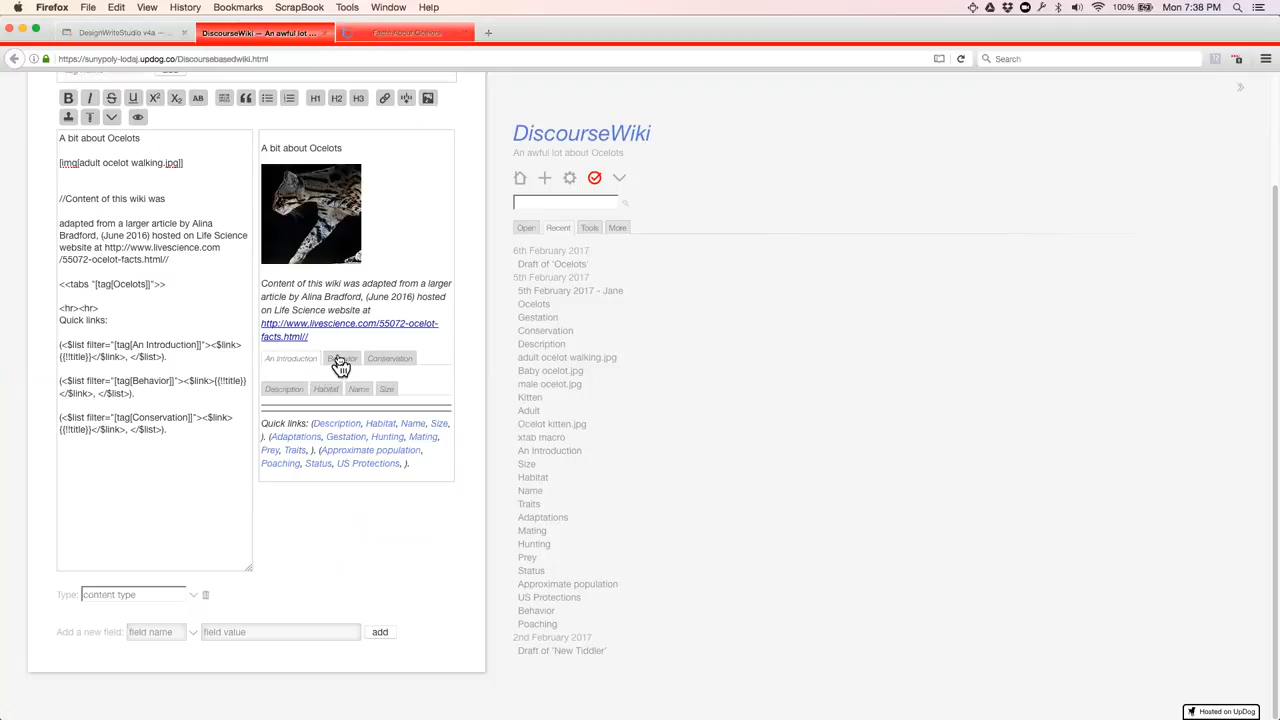 Firefox File Edit View History Bookmarks ScrapBook Tools Window Help 100% Mon 7:38 PM
DesignWriteStudio v4a — ... DiscourseWiki — An awful lot ... Facts About Ocelots
https://sunypoly-lodaj.updog.co/Discoursebasedwiki.html Search
add
B I S U X² X₂ AB H1 H2 H3
A bit about Ocelots
[img[adult ocelot walking.jpg]]
//Content of this wiki was
adapted from a larger article by Alina
Bradford, (June 2016) hosted on Life Science
website at http://www.livescience.com
/55072-ocelot-facts.html//
<<tabs "[tag[Ocelots]]">>
<hr><hr>
Quick links:
(<$list filter="[tag[An Introduction]]"><$link>
{{!!title}}</$link>, </$list>).
(<$list filter="[tag[Behavior]]"><$link>{{!!title}}
</$link>, </$list>).
(<$list filter="[tag[Conservation]]"><$link>
{{!!title}}</$link>, </$list>).
A bit about Ocelots
Content of this wiki was adapted from a larger
article by Alina Bradford, (June 2016) hosted
on Life Science website at
http://www.livescience.com/55072-ocelot-
facts.html//
An Introduction Behavior Conservation
Description Habitat Name Size
Quick links: (Description, Habitat, Name, Size,
). (Adaptations, Gestation, Hunting, Mating,
Prey, Traits, ). (Approximate population,
Poaching, Status, US Protections, ).
Type: content type
Add a new field: field name field value add
DiscourseWiki
An awful lot about Ocelots
Open Recent Tools More
6th February 2017
Draft of 'Ocelots'
5th February 2017
5th February 2017 - Jane
Ocelots
Gestation
Conservation
Description
adult ocelot walking.jpg
Baby ocelot.jpg
male ocelot.jpg
Kitten
Adult
Ocelot kitten.jpg
xtab macro
An Introduction
Size
Habitat
Name
Traits
Adaptations
Mating
Hunting
Prey
Status
Approximate population
US Protections
Behavior
Poaching
2nd February 2017
Draft of 'New Tiddler'
Hosted on UpDog